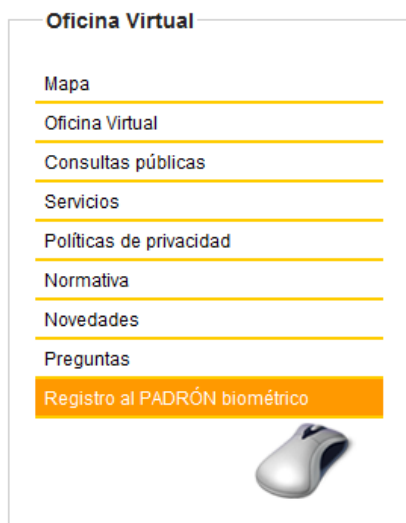 Oficina Virtual
Mapa
Oficina Virtual
Consultas públicas
Servicios
Políticas de privacidad
Normativa
Novedades
Preguntas
Registro al PADRÓN biométrico